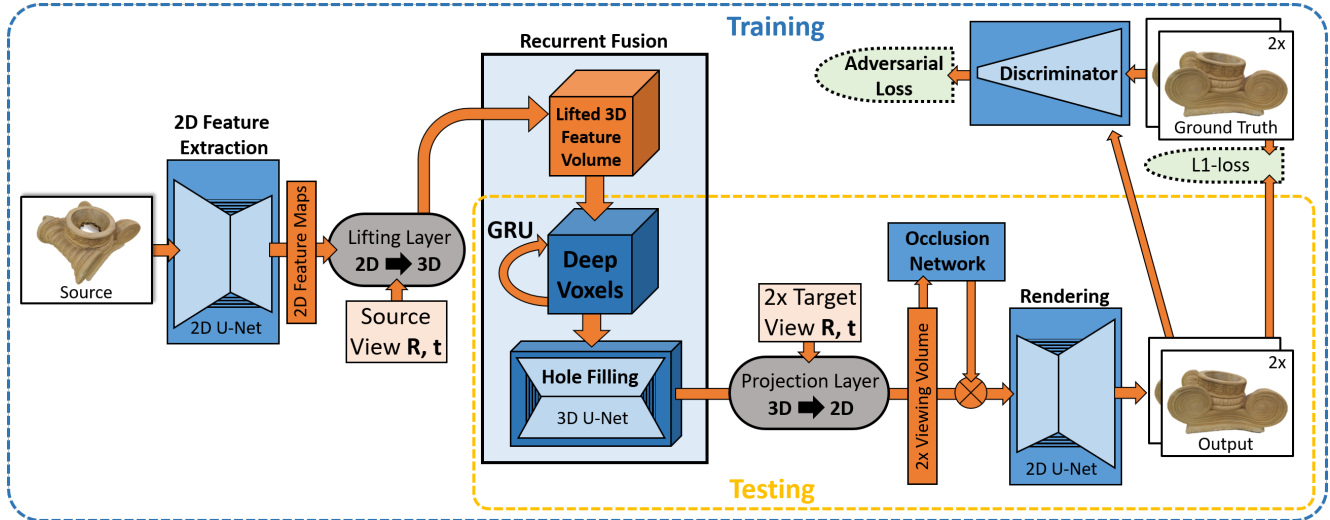 Training
Recurrent Fusion
2x
Adversarial
Loss
Discriminator
Ground Truth
Lifted 3D
Feature
Volume
2D Feature
Extraction
L1-loss
2D Feature Maps
GRU
Lifting Layer
2D 3D
Deep
Voxels
Occlusion
Network
Source
2D U-Net
Source
View R, t
2x Target
View R, t
Rendering
2x Viewing Volume
2x
Hole Filling
3D U-Net
Projection Layer
3D 2D
Output
2D U-Net
Testing